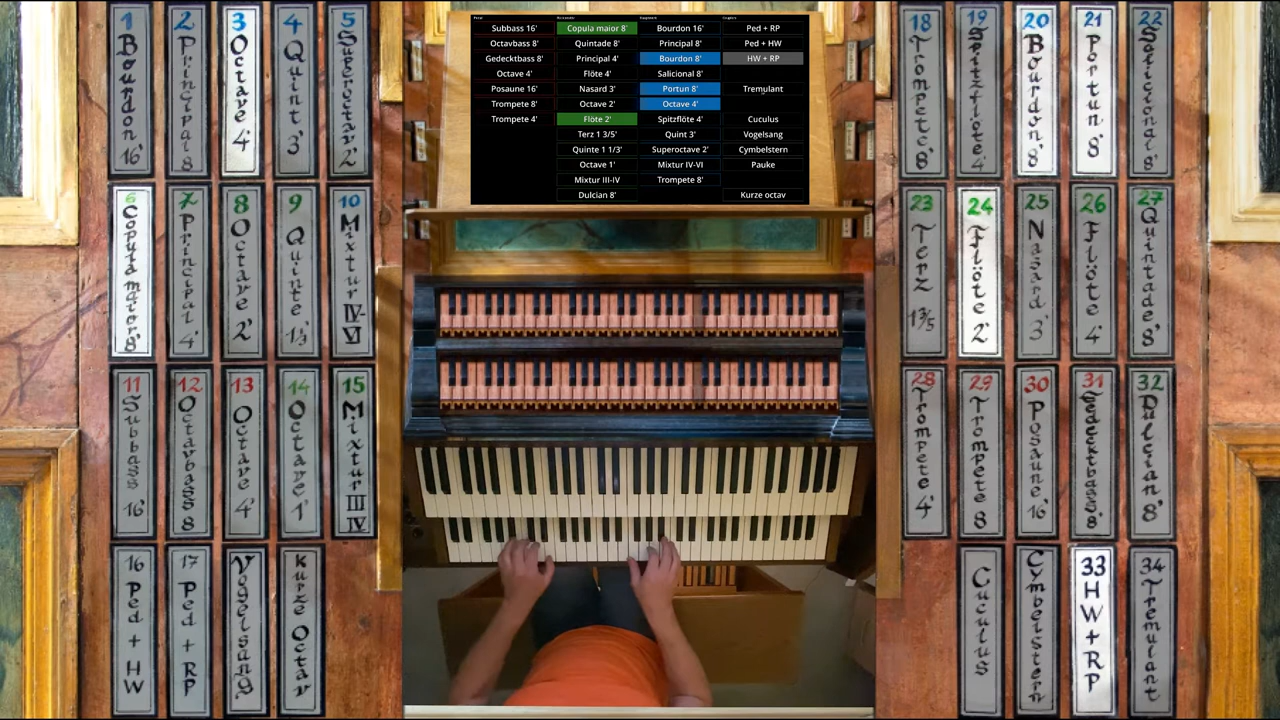 1 Bourdon 16'
2 Principal 8
3 Octave 4'
4 Quint 3'
5 Superoctav 2'
6 Copula maior 8'
7 Principal 4'
8 Octave 2'
9 Quinte 1⅓
10 Mixtur IV-VI
11 Subbass 16'
12 Octavbass 8
13 Octave 4'
14 Octave 1'
15 Mixtur III IV
16 Ped + HW
17 Ped + RP
Vogelsang
Kurze Octav
Subbass 16'
Octavbass 8'
Gedecktbass 8'
Octave 4'
Posaune 16'
Trompete 8'
Trompete 4'
Copula maior 8'
Quintade 8'
Principal 4'
Flöte 4'
Nasard 3'
Octave 2'
Flöte 2'
Terz 1 3/5'
Quinte 1 1/3'
Octave 1'
Mixtur III-IV
Dulcian 8'
Bourdon 16'
Principal 8'
Bourdon 8'
Salicional 8'
Portun 8'
Octave 4'
Spitzflöte 4'
Quint 3'
Superoctave 2'
Mixtur IV-VI
Trompete 8'
Ped + RP
Ped + HW
HW + RP
Tremulant
Cuculus
Vogelsang
Cymbelstern
Pauke
Kurze octav
18 Trompete 8'
19 Spitzflöte 4'
20 Bourdon 8'
21 Portun 8'
22 Salicional 8'
23 Terz 1⅗
24 Flöte 2'
25 Nasard 3'
26 Flöte 4'
27 Quintade 8'
28 Trompete 4'
29 Trompete 8
30 Posaune 16'
31 Gedecktbass 8'
32 Dulcian 8'
Cuculus
Cymbelstern
33 HW + RP
34 Tremulant